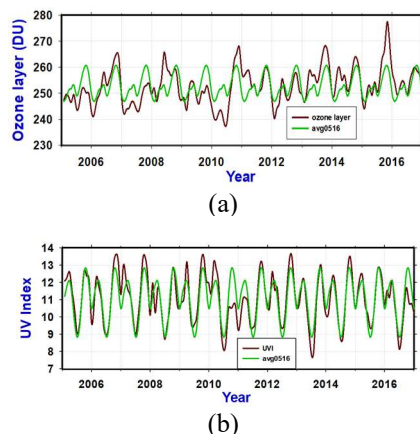 280
270
260
250
240
230
Ozone layer (DU)
ozone layer
avg0516
2006 2008 2010 2012 2014 2016
Year
(a)
14
13
12
11
10
9
8
7
UV Index
UVI
avg0516
2006 2008 2010 2012 2014 2016
Year
(b)